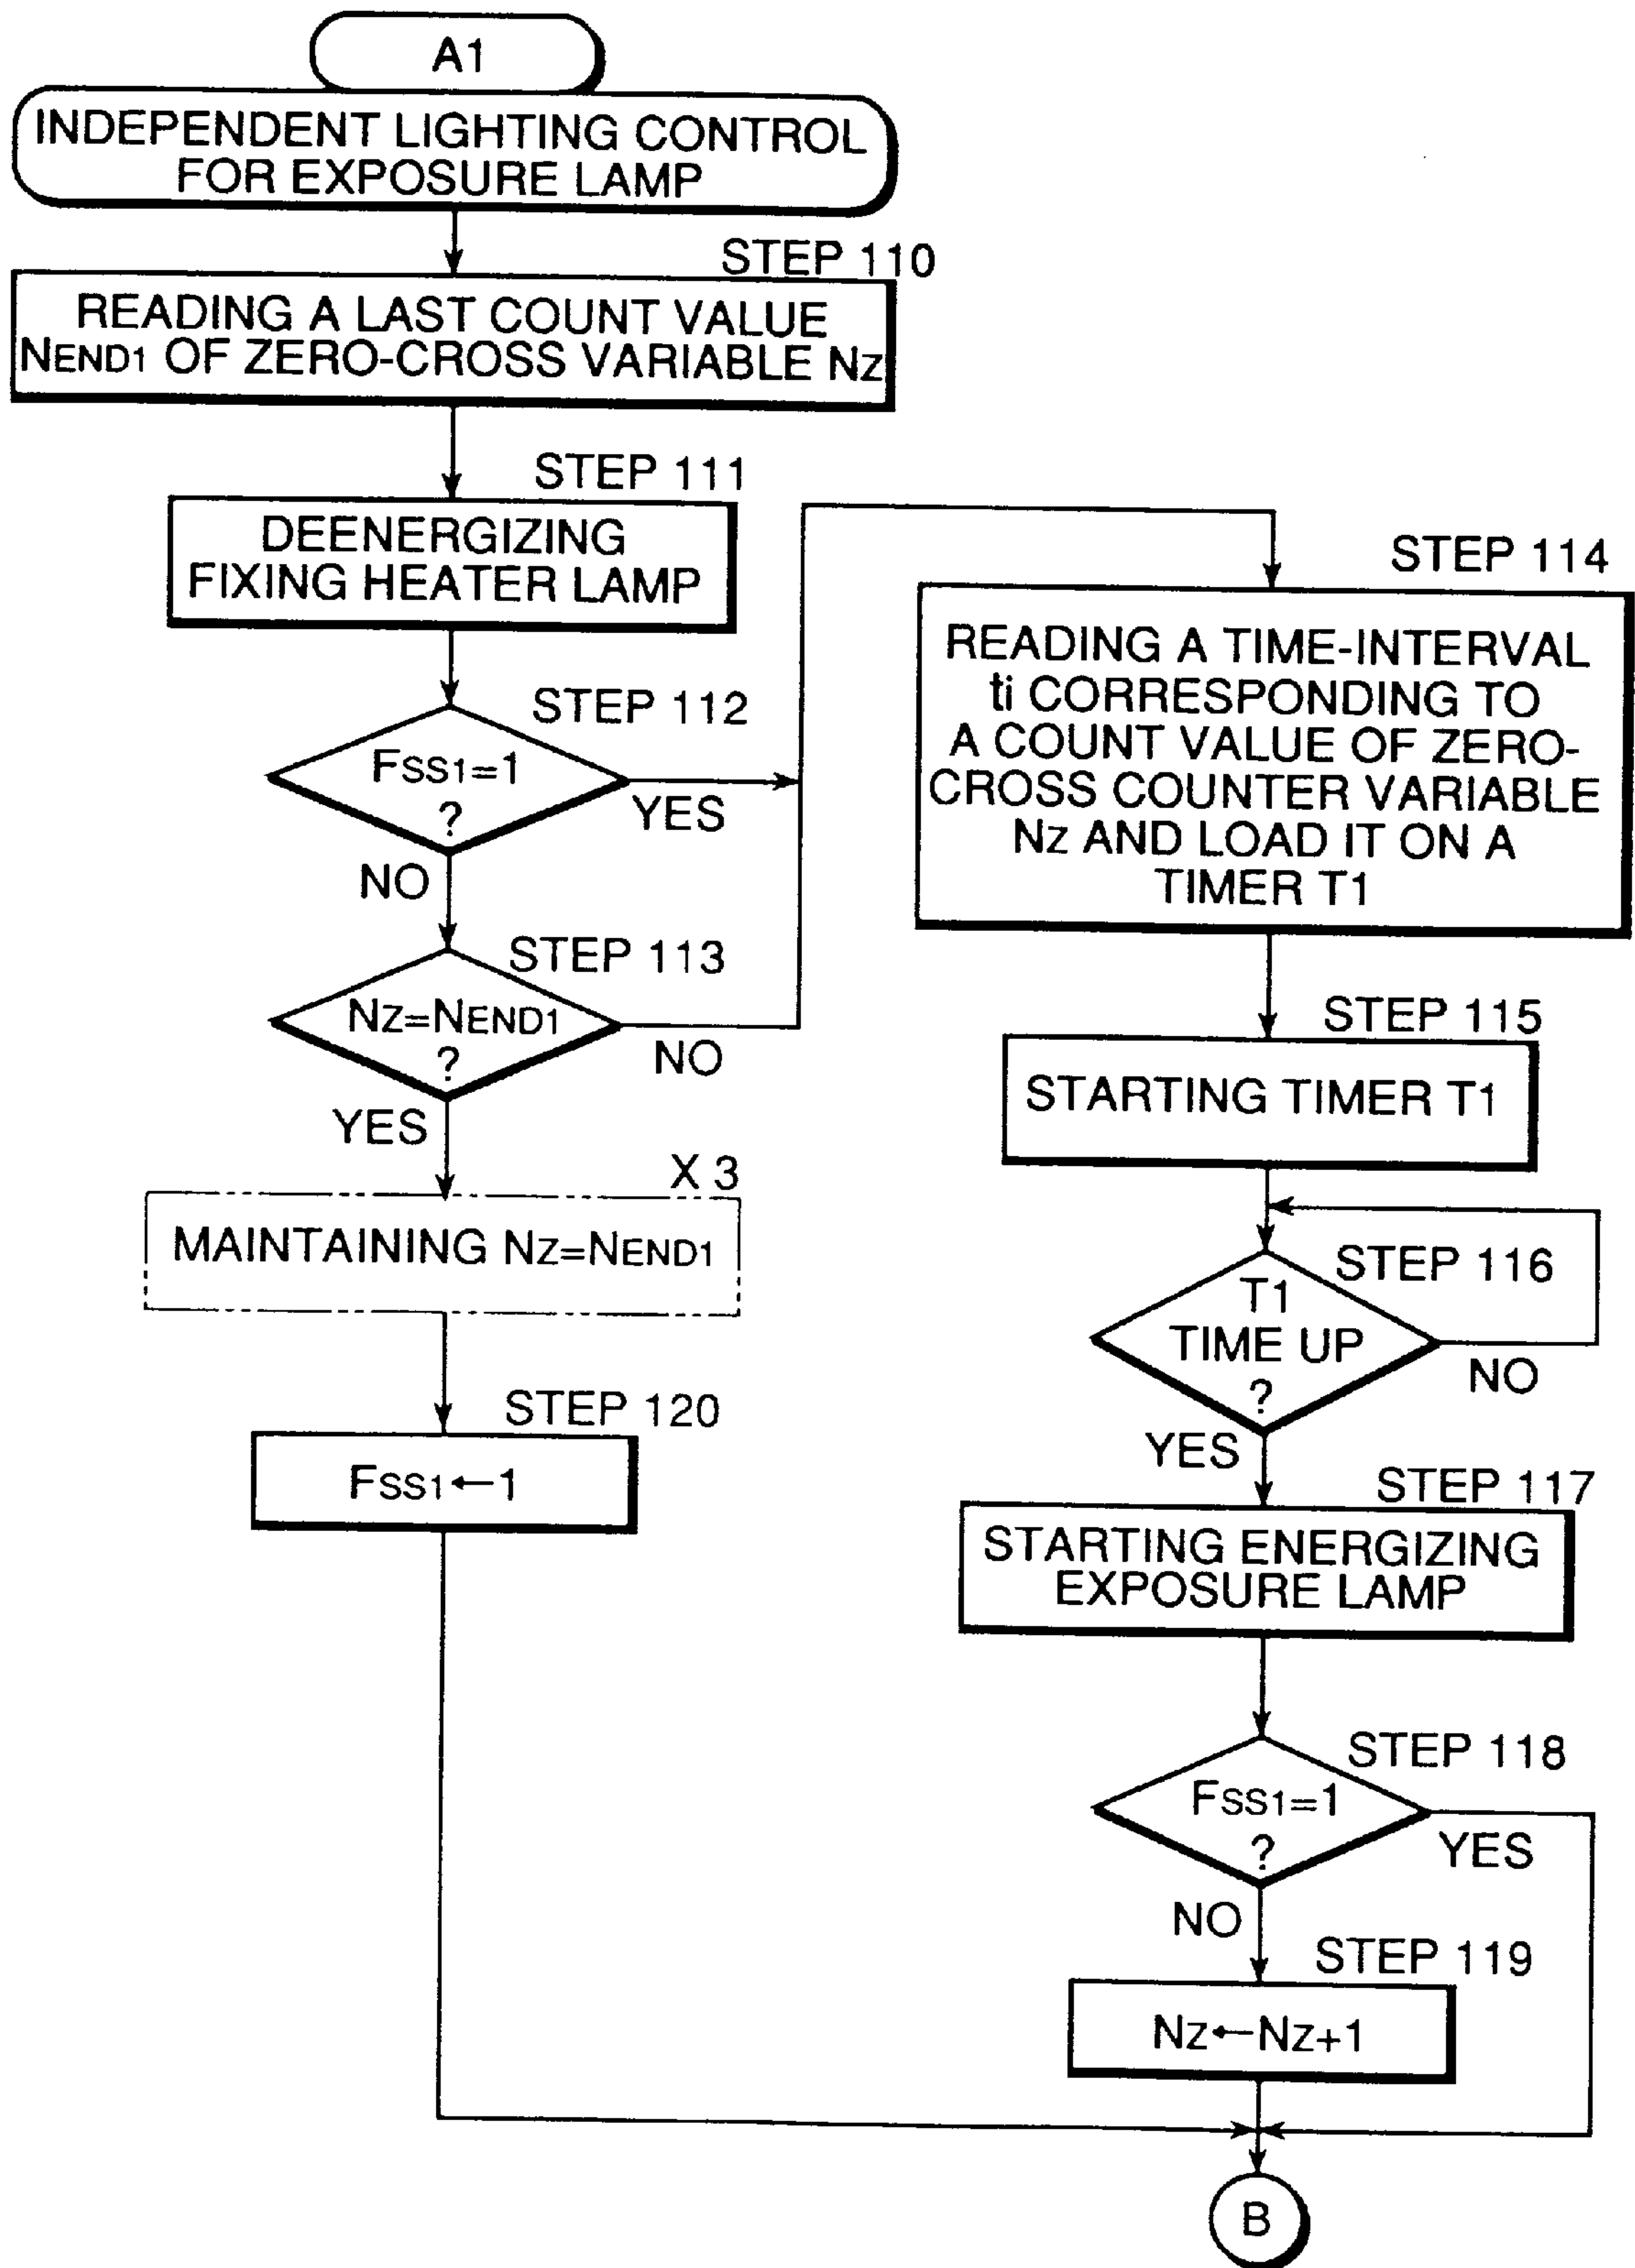 A1
INDEPENDENT LIGHTING CONTROL
FOR EXPOSURE LAMP
STEP 110
READING A LAST COUNT VALUE
NEND1 OF ZERO-CROSS VARIABLE NZ
STEP 111
DEENERGIZING
FIXING HEATER LAMP
STEP 112
FSS1=1
?
YES
NO
STEP 113
NZ=NEND1
?
NO
YES
X 3
MAINTAINING NZ=NEND1
STEP 120
FSS1←1
STEP 114
READING A TIME-INTERVAL
ti CORRESPONDING TO
A COUNT VALUE OF ZERO-
CROSS COUNTER VARIABLE
NZ AND LOAD IT ON A
TIMER T1
STEP 115
STARTING TIMER T1
STEP 116
T1
TIME UP
?
NO
YES
STEP 117
STARTING ENERGIZING
EXPOSURE LAMP
STEP 118
FSS1=1
?
YES
NO
STEP 119
NZ←NZ+1
B